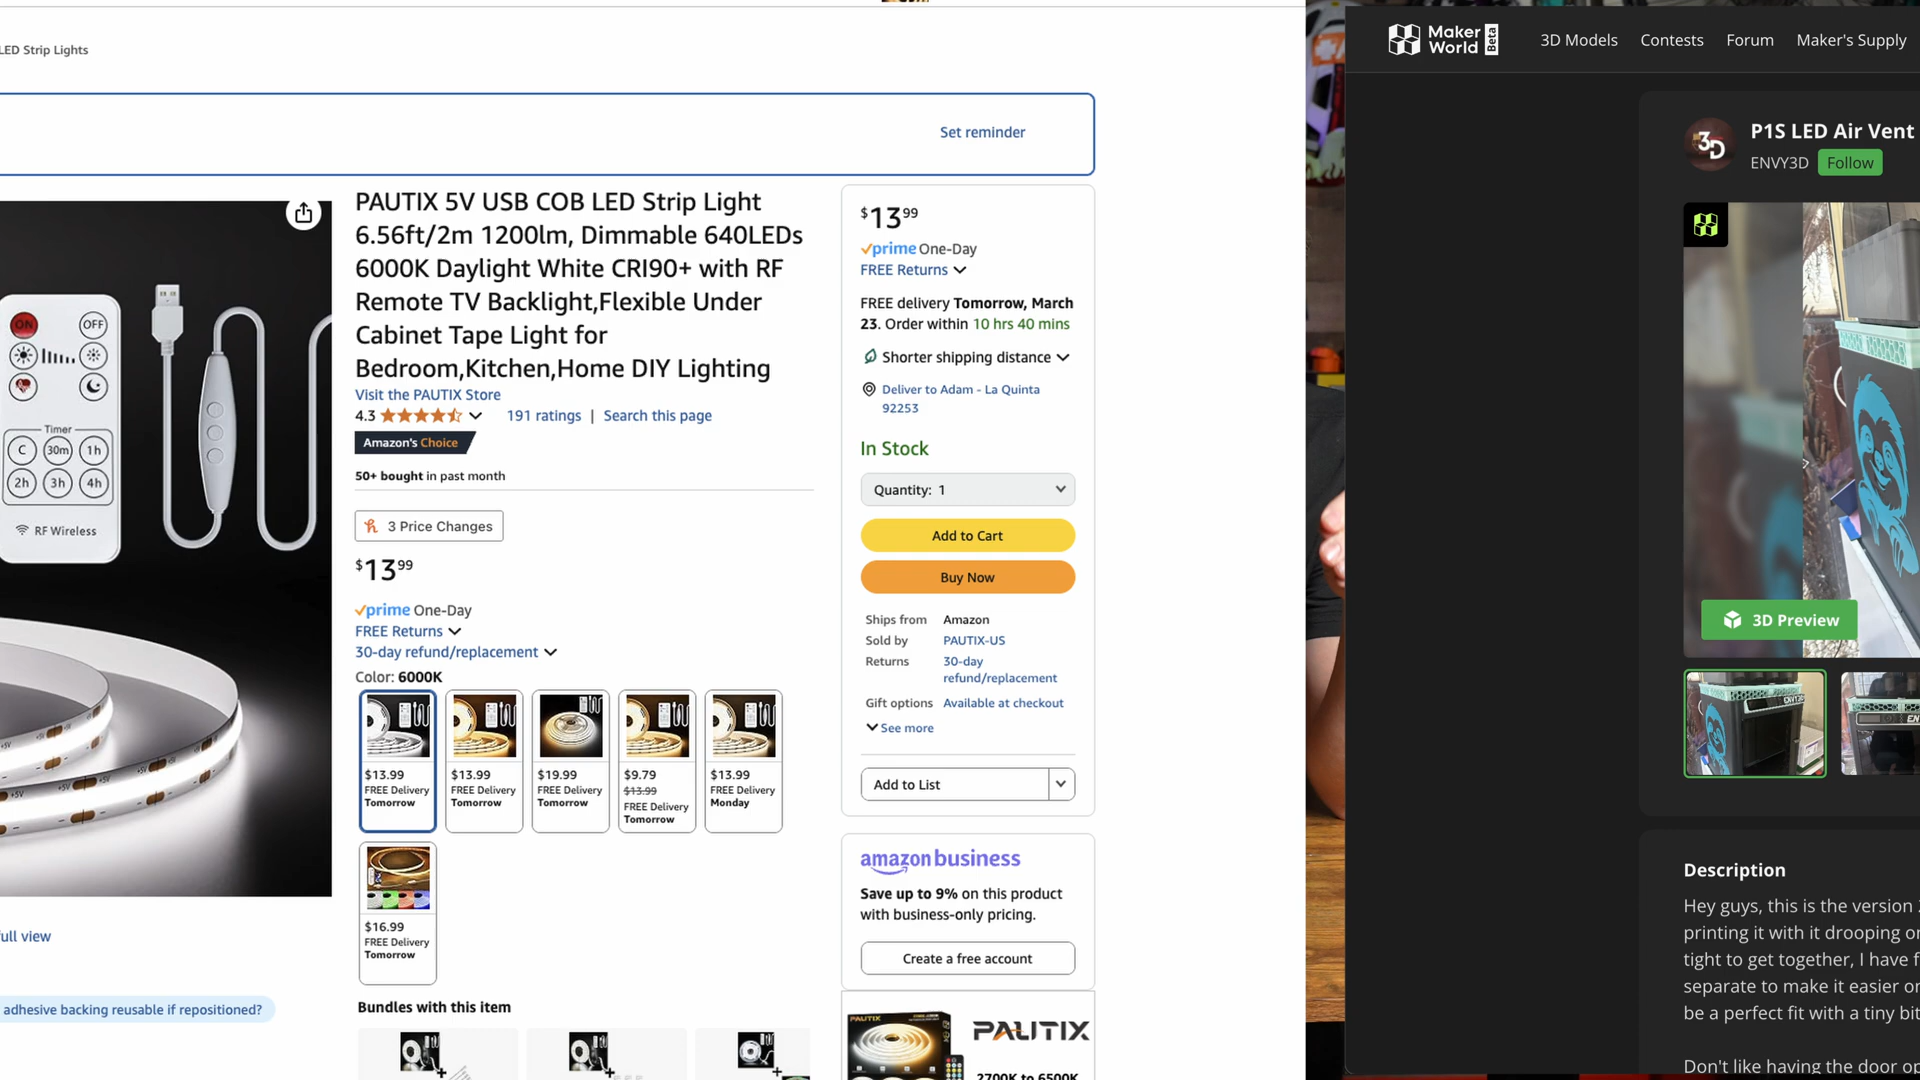 LED Strip Lights
Set reminder
PAUTIX 5V USB COB LED Strip Light
6.56ft/2m 1200lm, Dimmable 640LEDs
6000K Daylight White CRI90+ with RF
Remote TV Backlight,Flexible Under
Cabinet Tape Light for
Bedroom,Kitchen,Home DIY Lighting
Visit the PAUTIX Store
4.3
191 ratings | Search this page
Amazon's Choice
50+ bought in past month
3 Price Changes
$13 99
prime One-Day
FREE Returns
30-day refund/replacement
Color: 6000K
$13.99
FREE Delivery
Tomorrow
$13.99
FREE Delivery
Tomorrow
$19.99
FREE Delivery
Tomorrow
$9.79
$13.99
FREE Delivery
Tomorrow
$13.99
FREE Delivery
Monday
$16.99
FREE Delivery
Tomorrow
Bundles with this item
ON
OFF
Timer
C 30m 1h
2h 3h 4h
RF Wireless
+5V
+5V
+5V
full view
adhesive backing reusable if repositioned?
$13 99
prime One-Day
FREE Returns
FREE delivery Tomorrow, March
23. Order within 10 hrs 40 mins
Shorter shipping distance
Deliver to Adam - La Quinta
92253
In Stock
Quantity: 1
Add to Cart
Buy Now
Ships from Amazon
Sold by PAUTIX-US
Returns 30-day
refund/replacement
Gift options Available at checkout
See more
Add to List
amazon business
Save up to 9% on this product
with business-only pricing.
Create a free account
PAUTIX
PAUTIX
2700K to 6500K
Maker
World
Beta
3D Models
Contests
Forum
Maker's Supply
3D
P1S LED Air Vent
ENVY3D
Follow
3D Preview
ENVY3D
Description
Hey guys, this is the version
printing it with it drooping
tight to get together, I have
separate to make it easier
be a perfect fit with a tiny bit
Don't like having the door